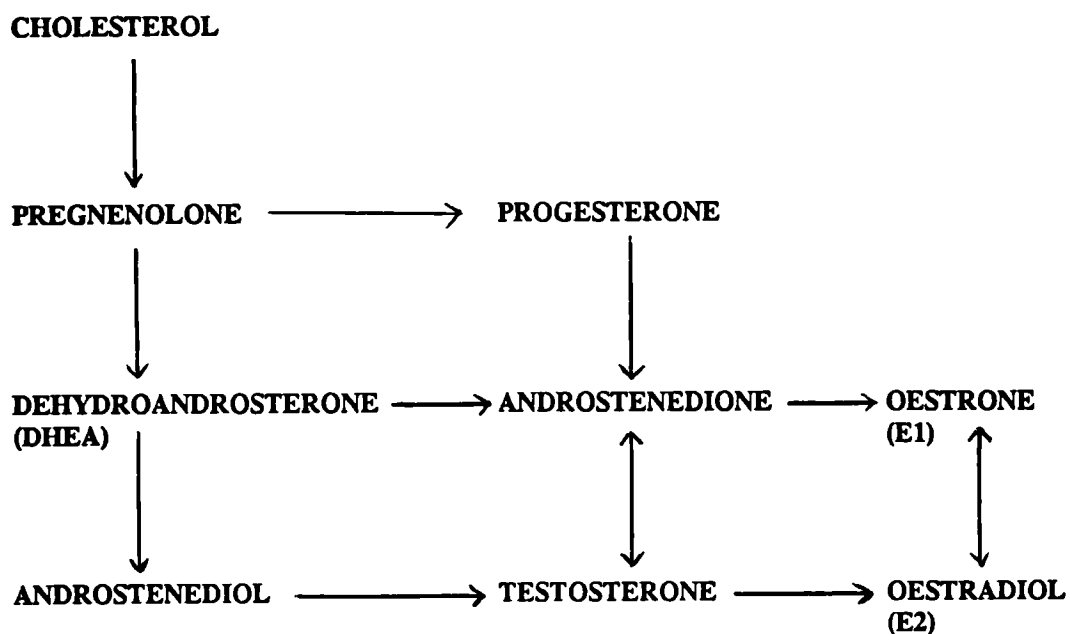 CHOLESTEROL
PREGNENOLONE PROGESTERONE
DEHYDROANDROSTERONE ANDROSTENEDIONE OESTRONE
(DHEA) (E1)
ANDROSTENEDIOL TESTOSTERONE OESTRADIOL
(E2)